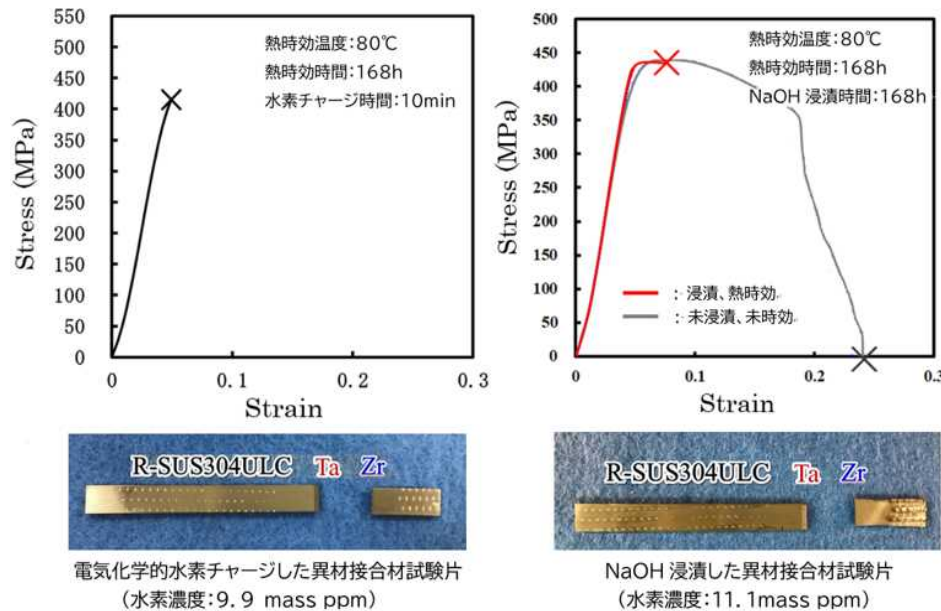 550
500
450
400
350
300
250
200
150
100
50
0
Stress (MPa)
0
0.1
0.2
0.3
Strain
熱時効温度：80℃
熱時効時間：168h
水素チャージ時間：10min
500
450
400
350
300
250
200
150
100
50
0
Stress (MPa)
0
0.1
0.2
0.3
Strain
熱時効温度：80℃
熱時効時間：168h
NaOH 浸漬時間：168h
：浸漬、熱時効
：未浸漬、未時効
R-SUS304ULC Ta Zr
電気化学的水素チャージした異材接合材試験片
（水素濃度：9.9 mass ppm）
R-SUS304ULC Ta Zr
NaOH 浸漬した異材接合材試験片
（水素濃度：11.1mass ppm）